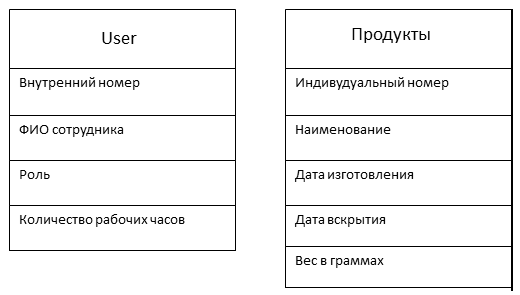 User
Внутренний номер
ФИО сотрудника
Роль
Количество рабочих часов
Продукты
Индивудуальный номер
Наименование
Дата изготовления
Дата вскрытия
Вес в граммах